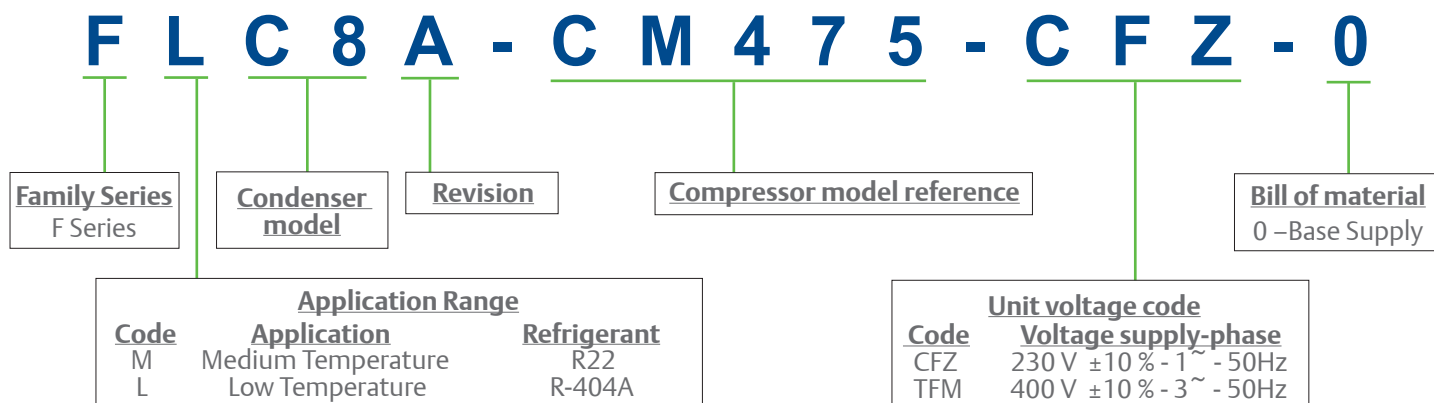 F L C 8 A - C M 4 7 5 - C F Z - 0
Family Series
F Series
Condenser
model
Revision
Compressor model reference
Bill of material
0 –Base Supply
Application Range
Code Application Refrigerant
M Medium Temperature R22
L Low Temperature R-404A
Unit voltage code
Code Voltage supply-phase
CFZ 230 V ±10 % - 1~ - 50Hz
TFM 400 V ±10 % - 3~ - 50Hz